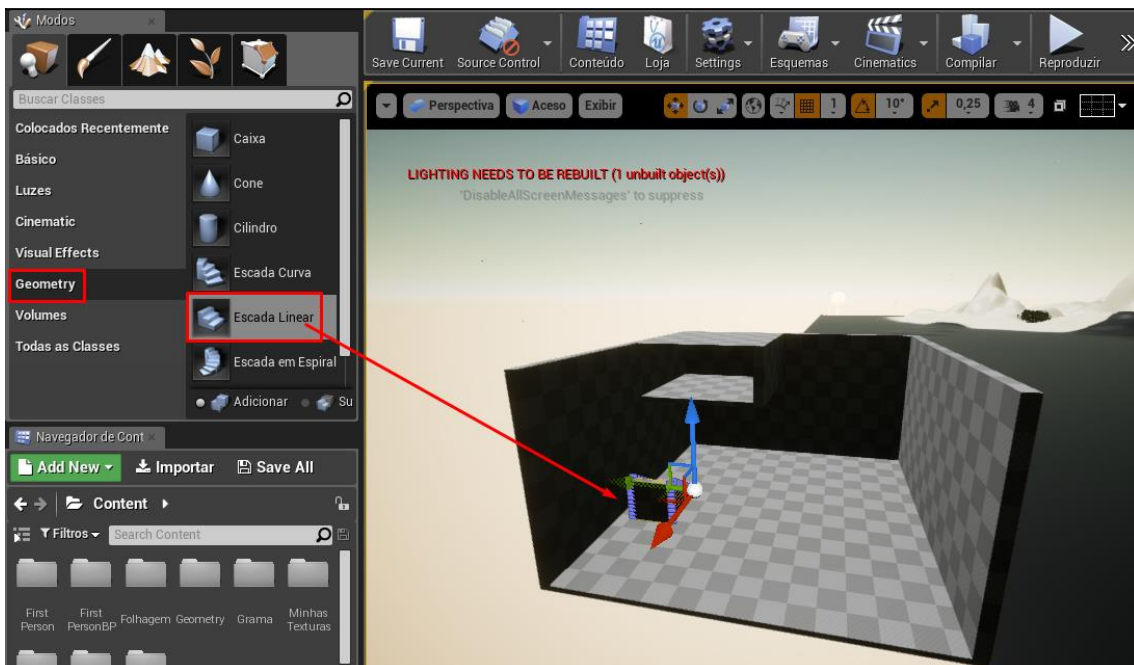 Modos
Buscar Classes
Colocados Recentemente
Básico
Luzes
Cinematic
Visual Effects
Geometry
Volumes
Todas as Classes
Caixa
Cone
Cilindro
Escada Curva
Escada Linear
Escada em Espiral
Adicionar
Su
Save Current
Source Control
Conteúdo
Loja
Settings
Esquemas
Cinematics
Compilar
Reproduzir
Perspectiva
Aceso
Exibir
1
10°
0,25
4
LIGHTING NEEDS TO BE REBUILT (1 unbuilt object(s))
'DisableAllScreenMessages' to suppress
Navegador de Cont
Add New
Importar
Save All
Content
Filtros
Search Content
First Person
First PersonBP
Folhagem
Geometry
Grama
Minhas Texturas